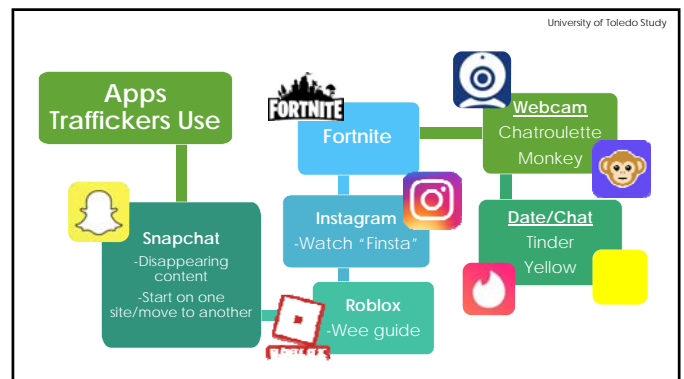 University of Toledo Study
Apps
Traffickers Use
Snapchat
-Disappearing
content
-Start on one
site/move to another
Roblox
-Wee guide
ROBLOX
Instagram
-Watch “Finsta”
FORTNITE
Fortnite
Webcam
Chatroulette
Monkey
Date/Chat
Tinder
Yellow